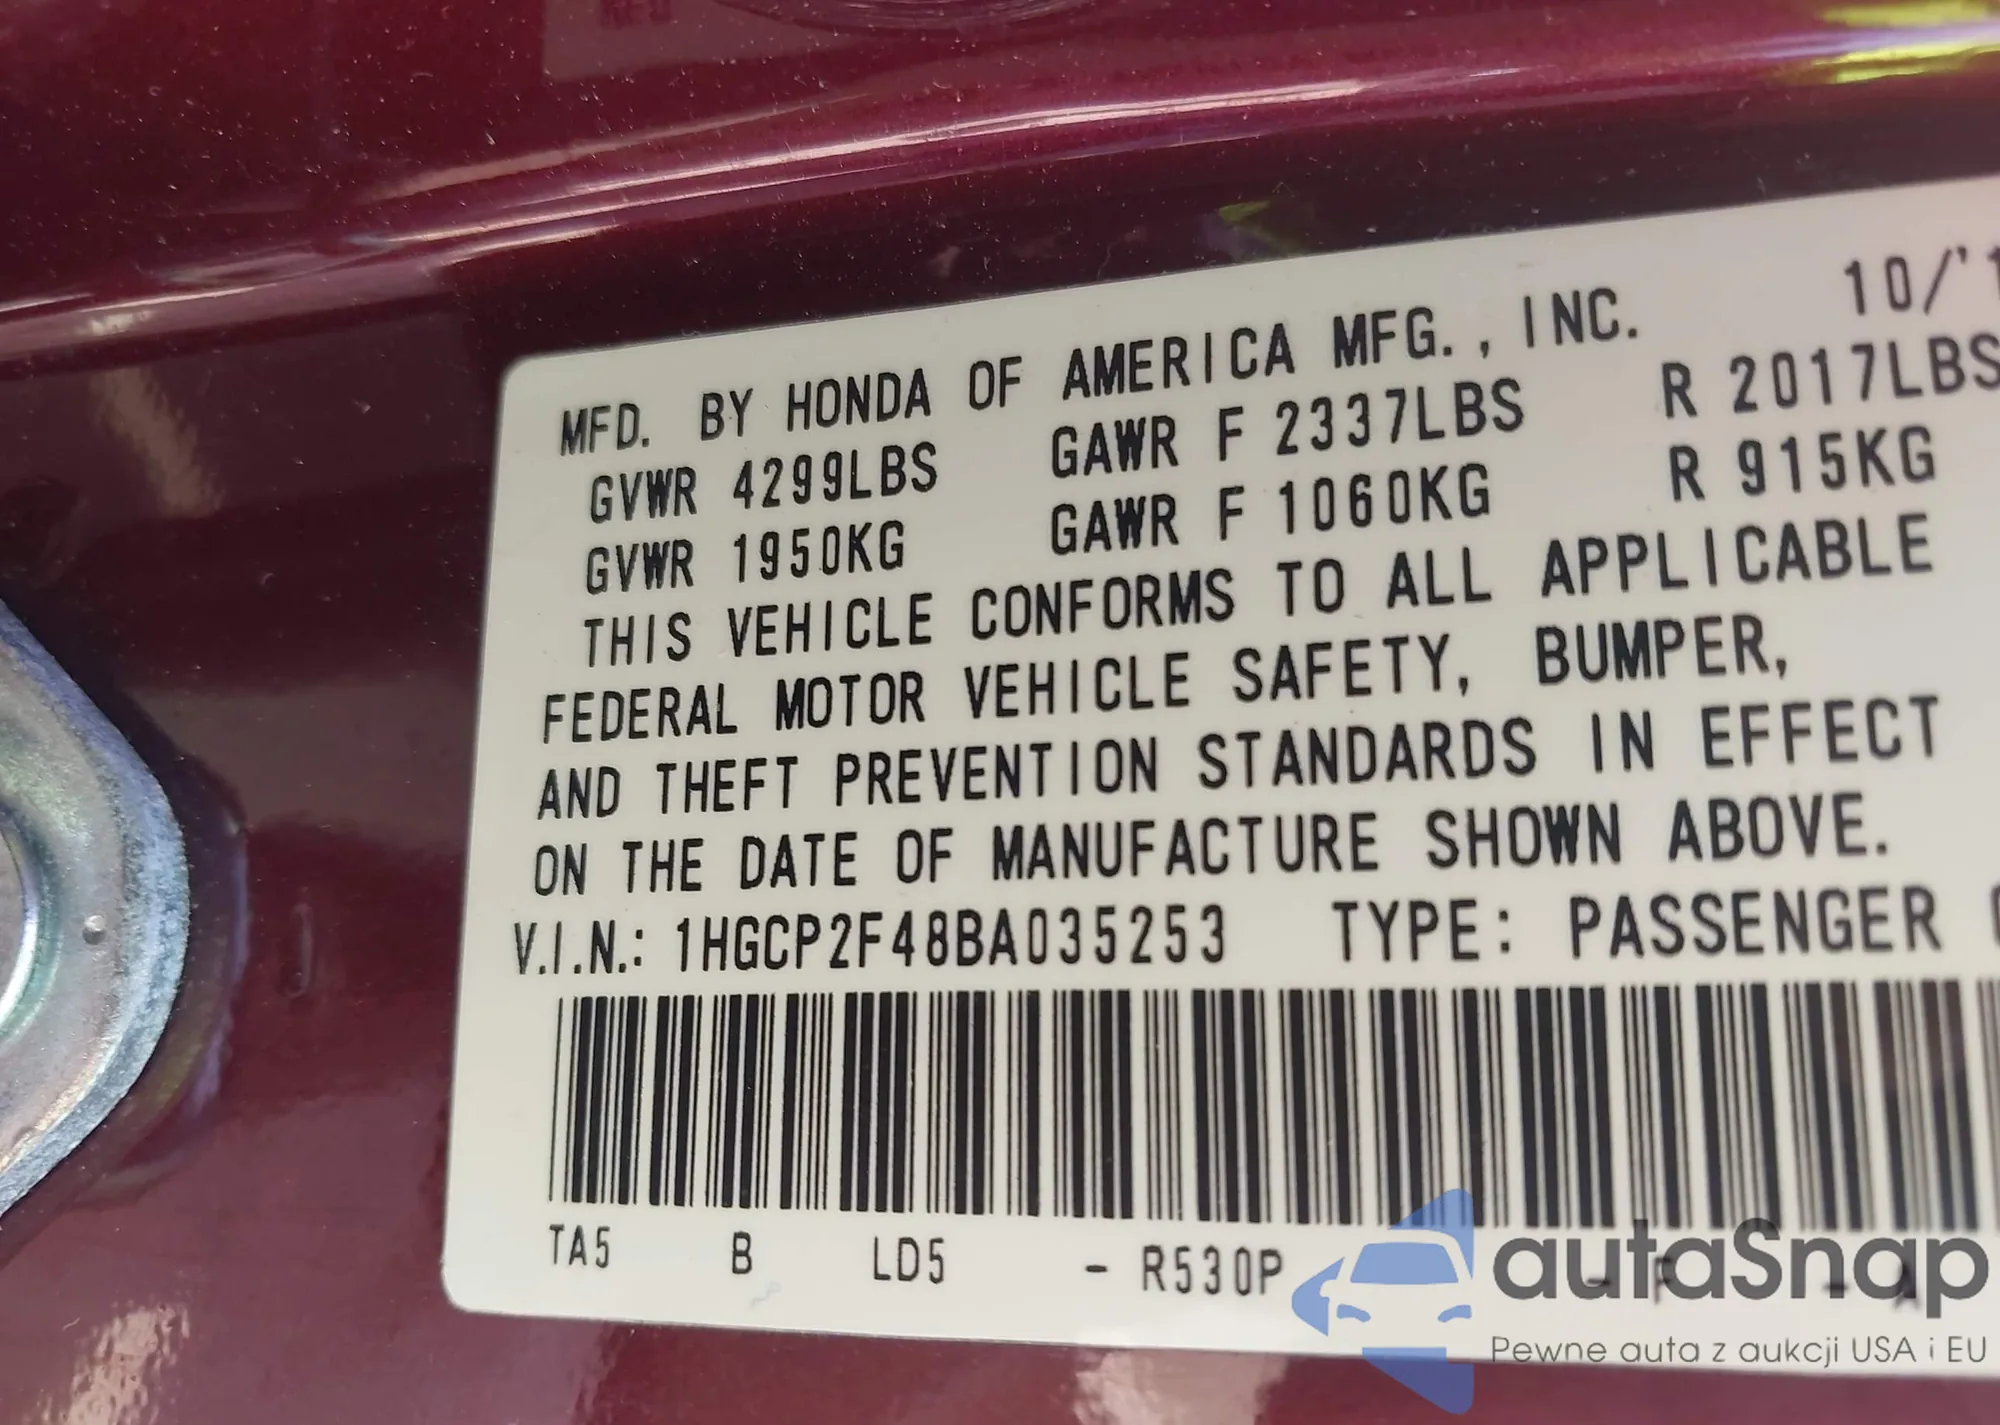 MFD. BY HONDA OF AMERICA MFG., INC. 10/'1
GVWR 4299LBS GAWR F 2337LBS R 2017LBS
GVWR 1950KG GAWR F 1060KG R 915KG
THIS VEHICLE CONFORMS TO ALL APPLICABLE
FEDERAL MOTOR VEHICLE SAFETY, BUMPER,
AND THEFT PREVENTION STANDARDS IN EFFECT
ON THE DATE OF MANUFACTURE SHOWN ABOVE.
V.I.N.: 1HGCP2F48BA035253 TYPE: PASSENGER
TA5 B LD5 - R530P
autaSnap
Pewne auta z aukcji USA i EU